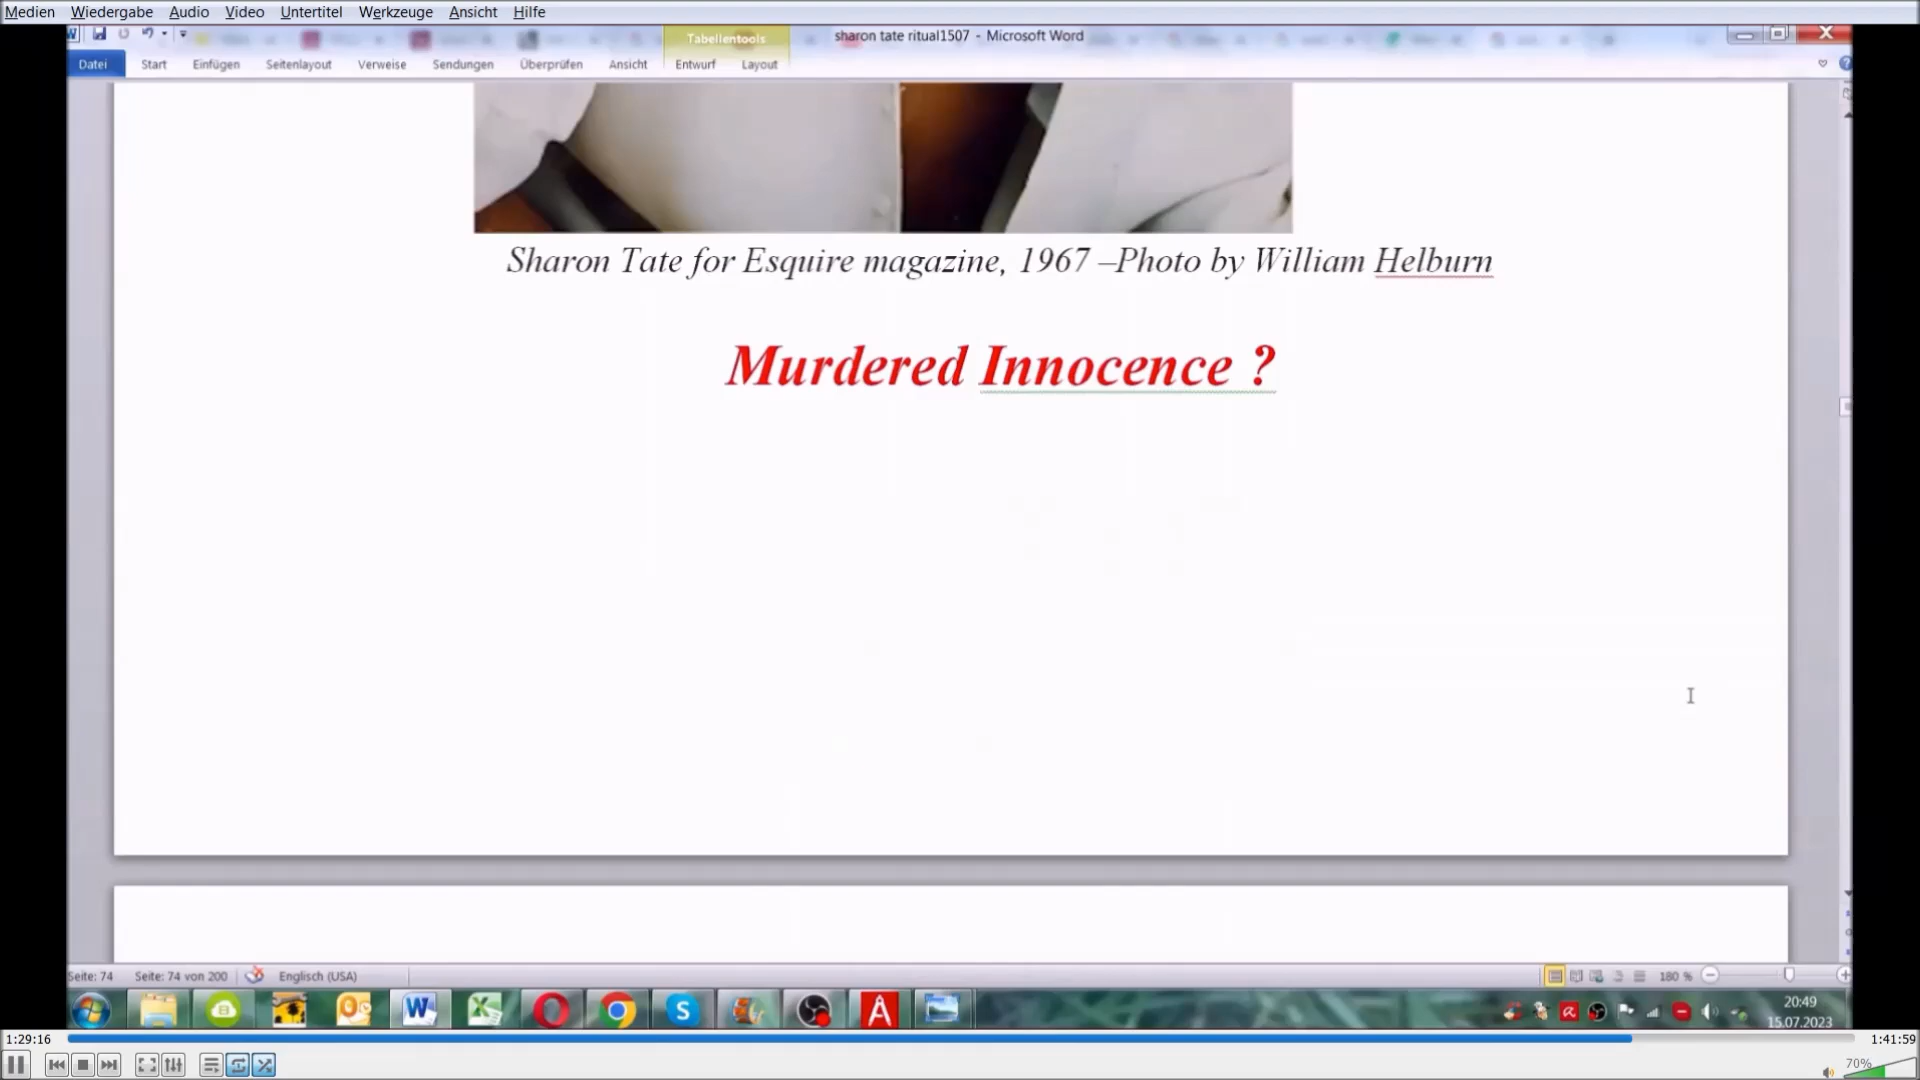 Medien Wiedergabe Audio Video Untertitel Werkzeuge Ansicht Hilfe
Tabellentools
sharon tate ritual1507 - Microsoft Word
Datei Start Einfügen Seitenlayout Verweise Sendungen Überprüfen Ansicht Entwurf Layout
Sharon Tate for Esquire magazine, 1967 –Photo by William Helburn
Murdered Innocence ?
Seite: 74 Seite: 74 von 200 Englisch (USA) 180 %
20:49
15.07.2023
1:29:16 1:41:59
70%